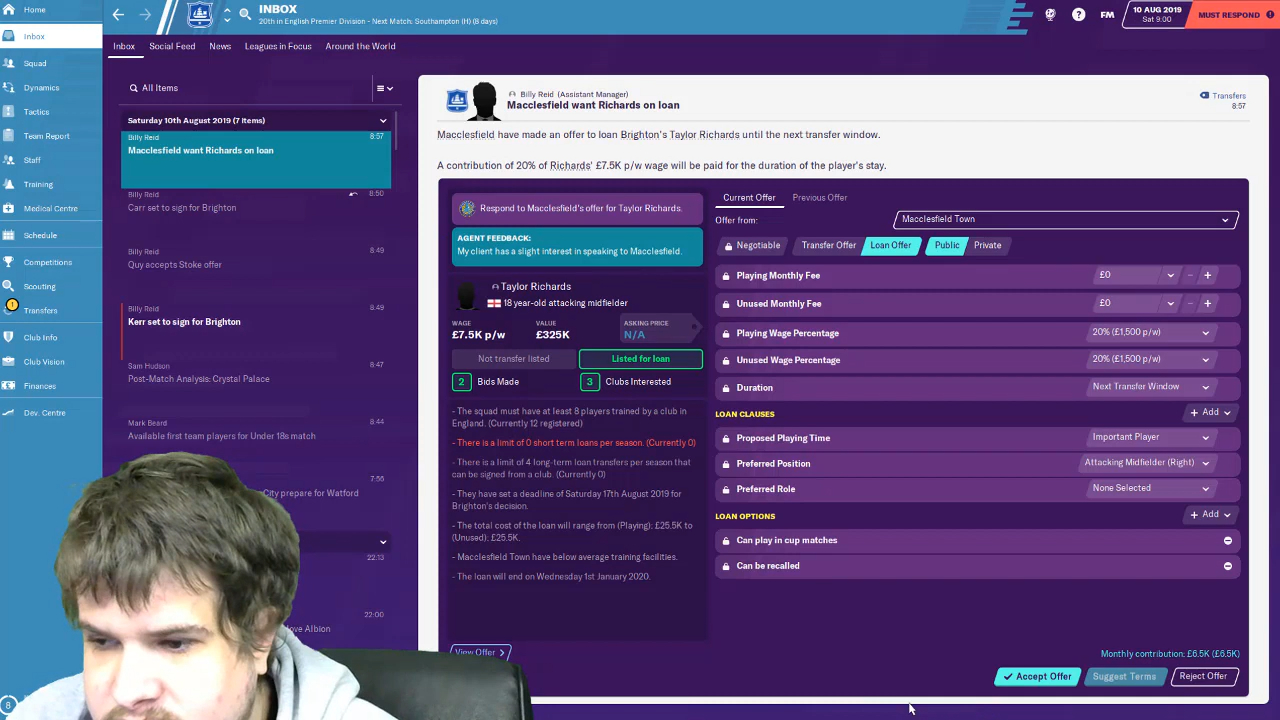 Home
INBOX
20th in English Premier Division - Next Match: Southampton (H) (8 days)
FM
10 AUG 2019
Sat 9:00
MUST RESPOND
Inbox
Squad
Dynamics
Tactics
Team Report
Staff
Training
Medical Centre
Schedule
Competitions
Scouting
1
Transfers
Club Info
Club Vision
Finances
Dev. Centre
8
Inbox
Social Feed
News
Leagues in Focus
Around the World
All Items
Saturday 10th August 2019 (7 Items)
Billy Reid
8:57
Macclesfield want Richards on loan
Billy Reid
8:50
Carr set to sign for Brighton
Billy Reid
8:49
Quy accepts Stoke offer
Billy Reid
8:49
Kerr set to sign for Brighton
Sam Hudson
8:47
Post-Match Analysis: Crystal Palace
Mark Beard
8:44
Available first team players for Under 18s match
7:56
City prepare for Watford
22:13
22:00
Albion
Billy Reid (Assistant Manager)
Macclesfield want Richards on loan
Transfers
8:57
Macclesfield have made an offer to loan Brighton's Taylor Richards until the next transfer window.
A contribution of 20% of Richards' £7.5K p/w wage will be paid for the duration of the player's stay.
Respond to Macclesfield's offer for Taylor Richards.
AGENT FEEDBACK:
My client has a slight interest in speaking to Macclesfield.
Taylor Richards
18 year-old attacking midfielder
WAGE
£7.5K p/w
VALUE
£325K
ASKING PRICE
N/A
Not transfer listed
Listed for loan
2 Bids Made
3 Clubs Interested
- The squad must have at least 8 players trained by a club in
England. (Currently 12 registered)
- There is a limit of 0 short term loans per season. (Currently 0)
- There is a limit of 4 long-term loan transfers per season that
can be signed from a club. (Currently 0)
- They have set a deadline of Saturday 17th August 2019 for
Brighton's decision.
- The total cost of the loan will range from (Playing): £25.5K to
(Unused): £25.5K.
- Macclesfield Town have below average training facilities.
- The loan will end on Wednesday 1st January 2020.
View Offer
Current Offer
Previous Offer
Offer from:
Macclesfield Town
Negotiable
Transfer Offer
Loan Offer
Public
Private
Playing Monthly Fee
£0
Unused Monthly Fee
£0
Playing Wage Percentage
20% (£1,500 p/w)
Unused Wage Percentage
20% (£1,500 p/w)
Duration
Next Transfer Window
LOAN CLAUSES
+ Add
Proposed Playing Time
Important Player
Preferred Position
Attacking Midfielder (Right)
Preferred Role
None Selected
LOAN OPTIONS
+ Add
Can play in cup matches
Can be recalled
Monthly contribution: £6.5K (£6.5K)
Accept Offer
Suggest Terms
Reject Offer